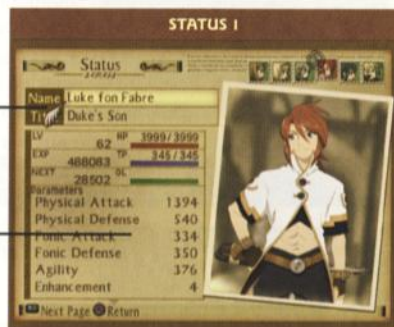 STATUS I
Status
Name Luke fon Fabre
Title Duke's Son
LV 62 HP 3999/3999
EXP 488083 TP 345/345
NEXT 28502 OL
Parameters
Physical Attack 1394
Physical Defense 540
Fonic Attack 334
Fonic Defense 350
Agility 376
Enhancement 4
Next Page Return